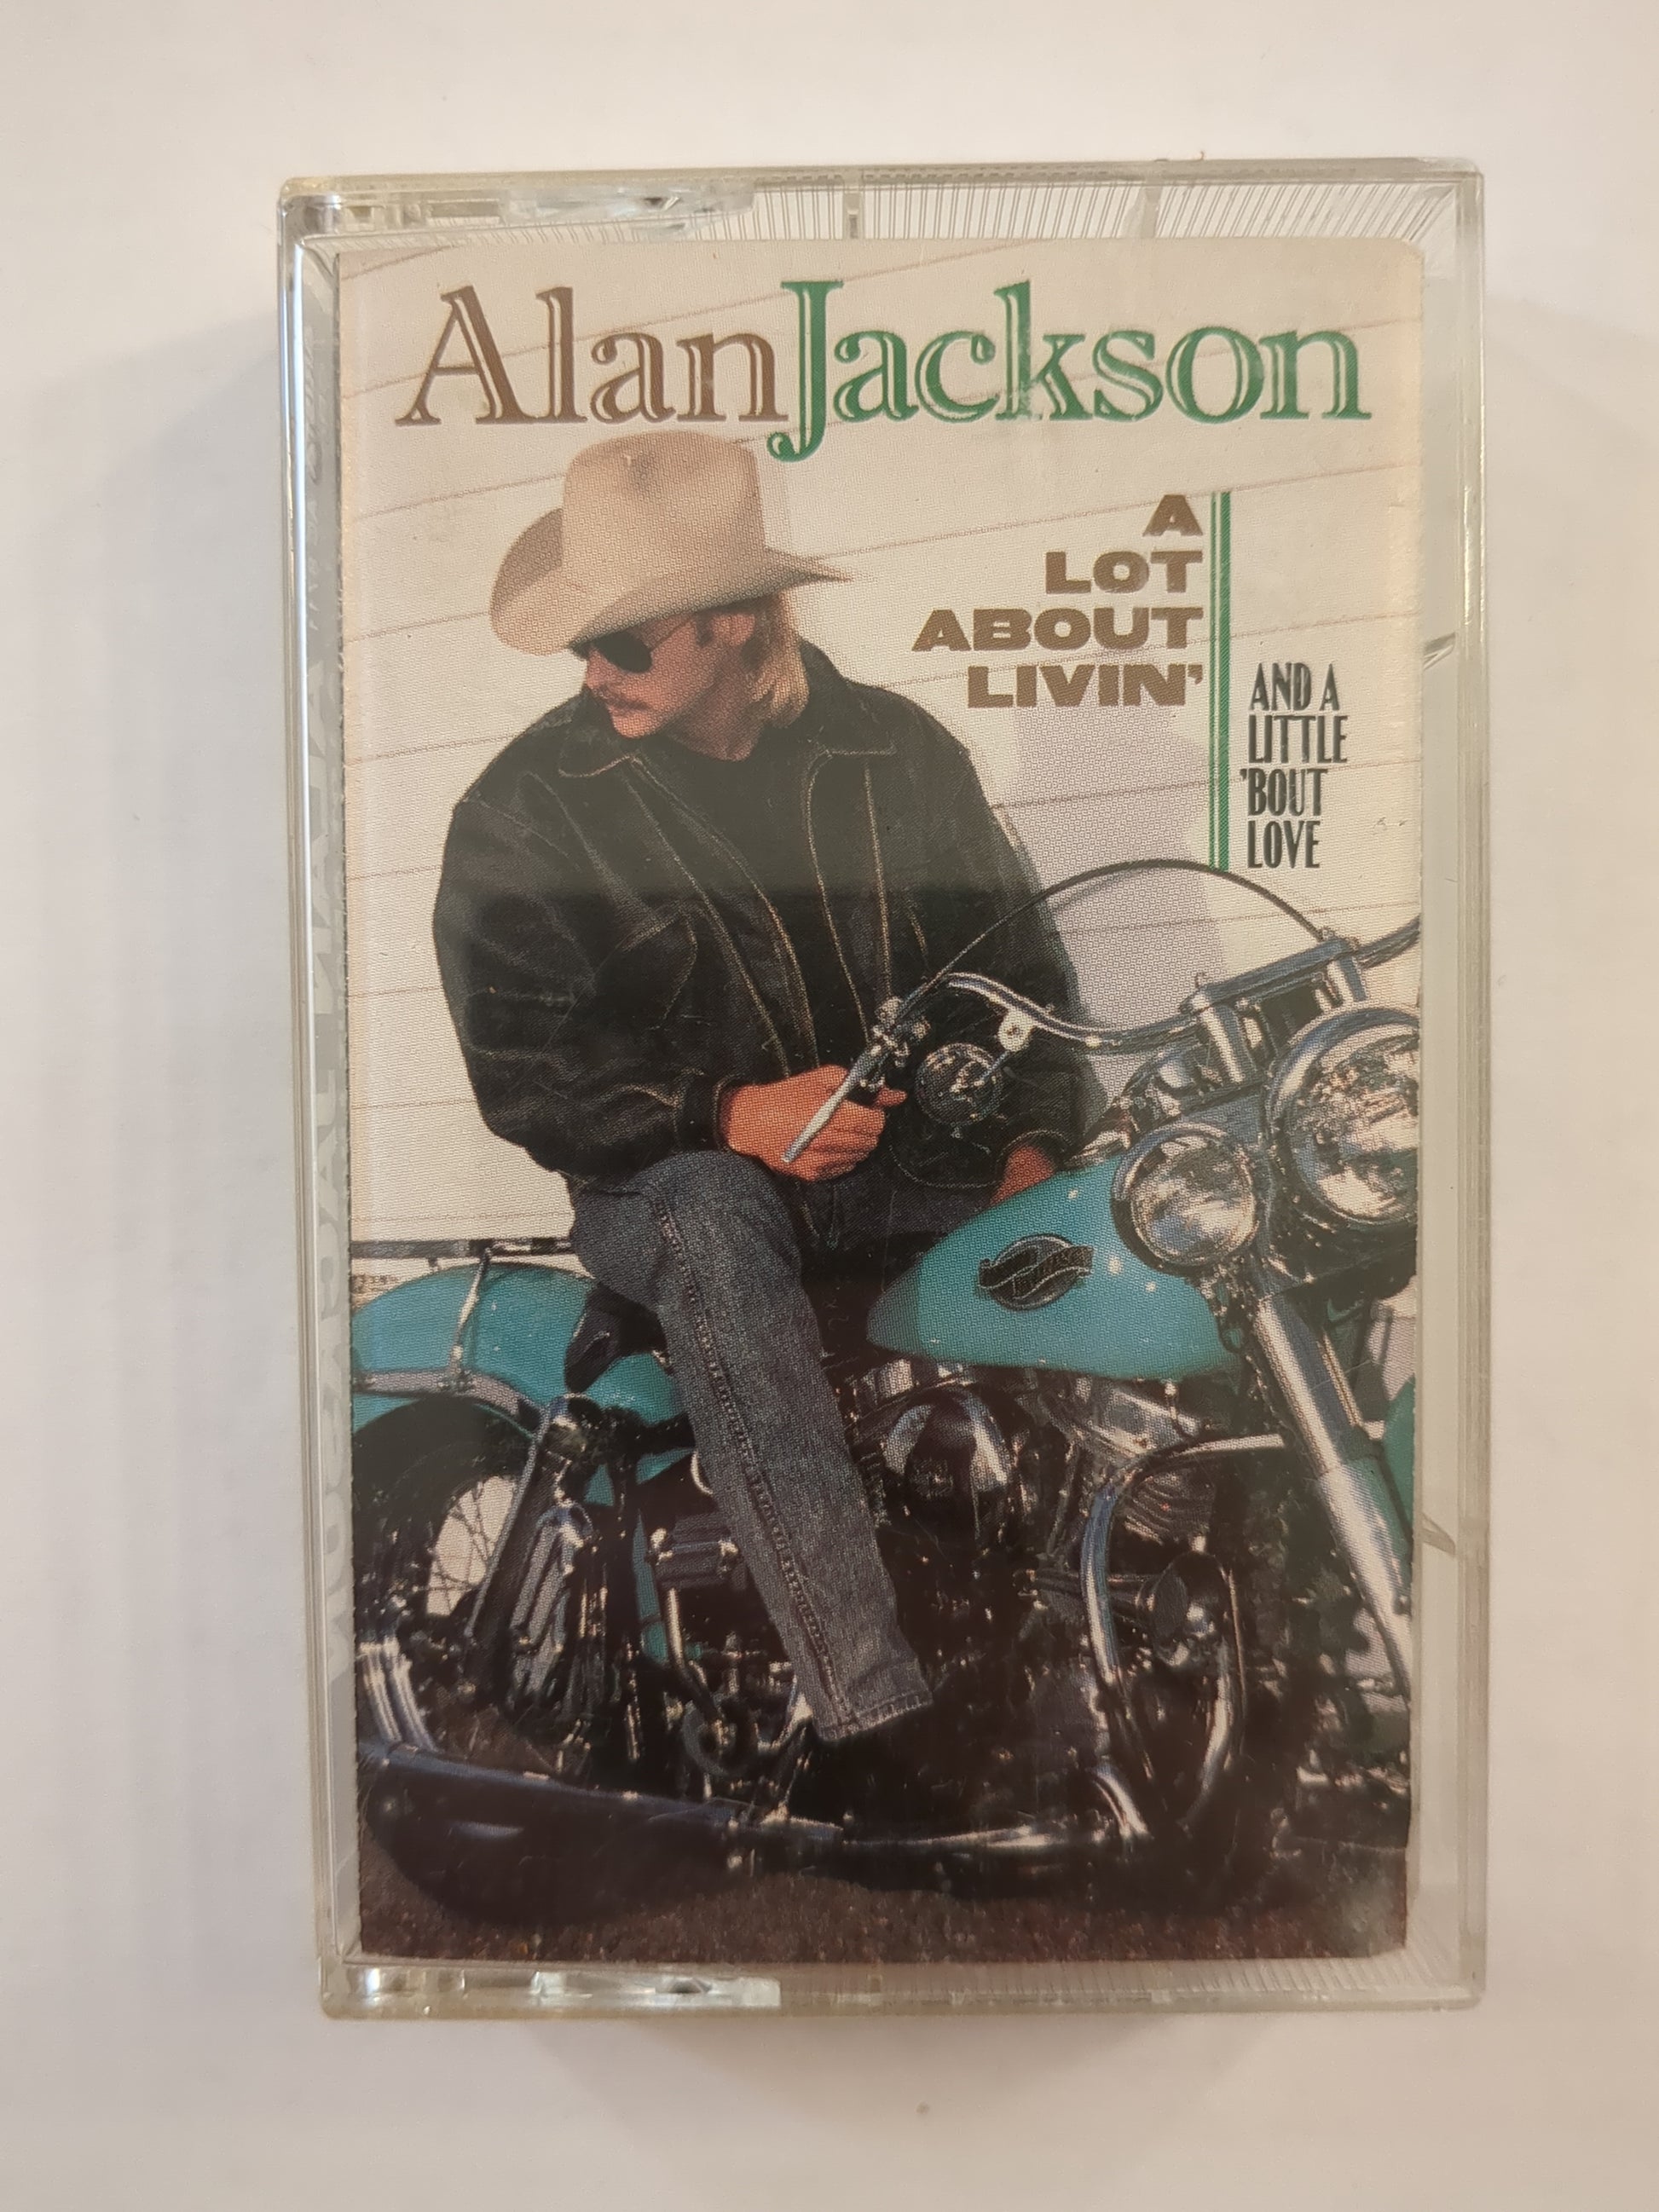 Alan Jackson
A
LOT
ABOUT
LIVIN'
AND A
LITTLE
'BOUT
LOVE